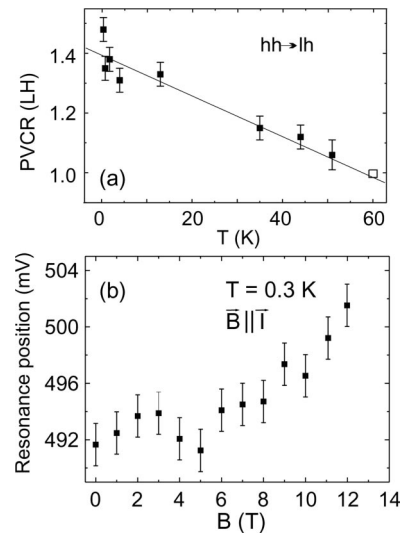 1.4
1.2
1.0
PVCR (LH)
hh→lh
(a)
0 20 40 60
T (K)
504
500
496
492
Resonance position (mV)
(b)
T = 0.3 K
B⃗||I⃗
0 2 4 6 8 10 12 14
B (T)